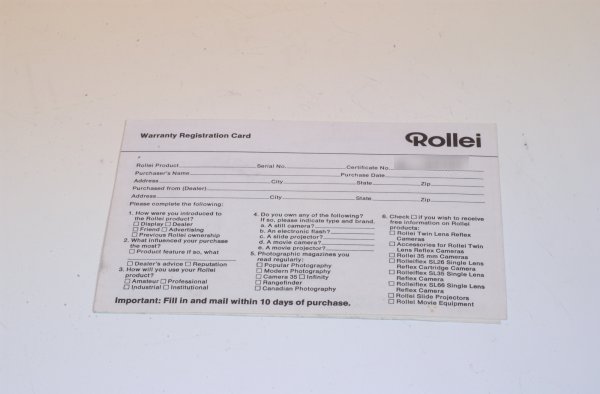 Warranty Registration Card
Rollei
Rollei Product Serial No. Certificate No.
Purchaser's Name Purchase Date
Address City State Zip
Purchased from (Dealer)
Address City State Zip
Please complete the following:
1. How were you introduced to
the Rollei product?
☐ Display ☐ Dealer
☐ Friend ☐ Advertising
☐ Previous Rollei ownership
2. What influenced your purchase
the most?
☐ Product feature if so, what
☐ Dealer's advice ☐ Reputation
3. How will you use your Rollei
product?
☐ Amateur ☐ Professional
☐ Industrial ☐ Institutional
4. Do you own any of the following?
If so, please indicate type and brand.
a. A still camera?
b. An electronic flash?
c. A slide projector?
d. A movie camera?
e. A movie projector?
5. Photographic magazines you
read regularly:
☐ Popular Photography
☐ Modern Photography
☐ Camera 35 ☐ Infinity
☐ Rangefinder
☐ Canadian Photography
6. Check ☐ if you wish to receive
free information on Rollei
products:
☐ Rollei Twin Lens Reflex
Cameras
☐ Accessories for Rollei Twin
Lens Reflex Cameras
☐ Rollei 35 mm Cameras
☐ Rolleiflex SL26 Single Lens
Reflex Cartridge Camera
☐ Rolleiflex SL35 Single Lens
Reflex Camera
☐ Rolleiflex SL66 Single Lens
Reflex Camera
☐ Rollei Slide Projectors
☐ Rollei Movie Equipment
Important: Fill in and mail within 10 days of purchase.